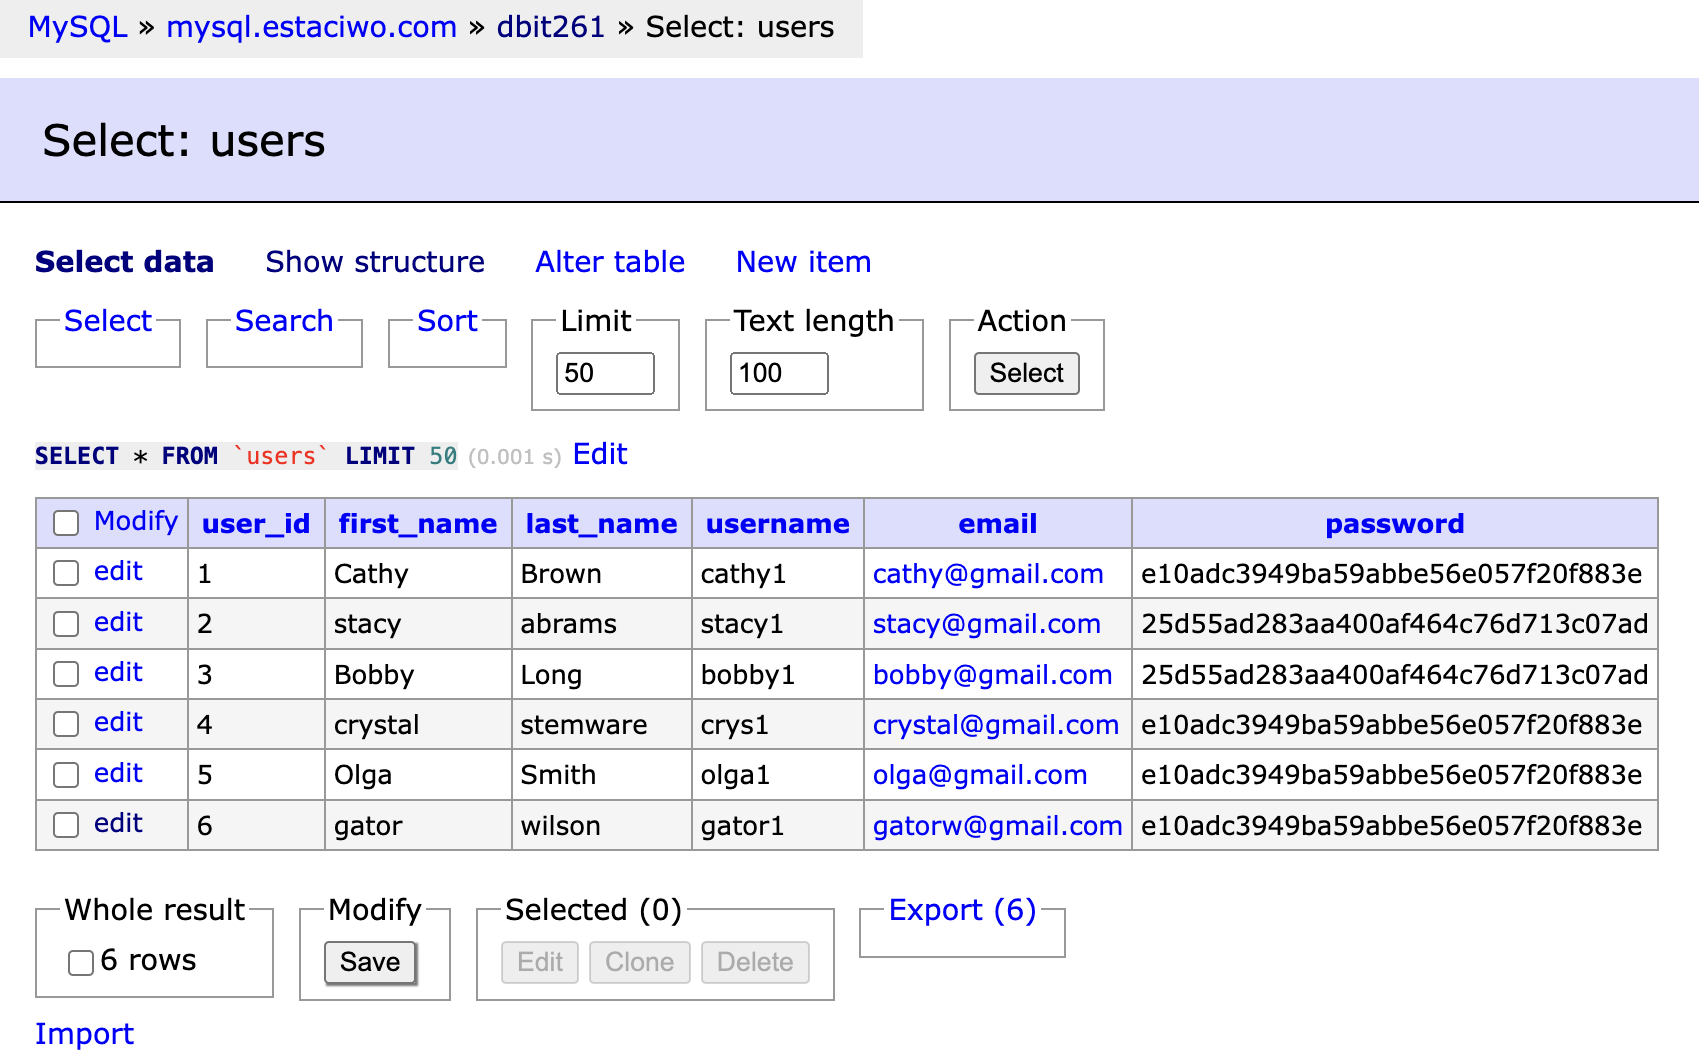 MySQL » mysql.estaciwo.com » dbit261 » Select: users
Select: users
Select data Show structure Alter table New item
Select Search Sort Limit Text length Action
50 100 Select
SELECT * FROM `users` LIMIT 50 (0.001 s) Edit
Modify user_id first_name last_name username email password
edit 1 Cathy Brown cathy1 cathy@gmail.com e10adc3949ba59abbe56e057f20f883e
edit 2 stacy abrams stacy1 stacy@gmail.com 25d55ad283aa400af464c76d713c07ad
edit 3 Bobby Long bobby1 bobby@gmail.com 25d55ad283aa400af464c76d713c07ad
edit 4 crystal stemware crys1 crystal@gmail.com e10adc3949ba59abbe56e057f20f883e
edit 5 Olga Smith olga1 olga@gmail.com e10adc3949ba59abbe56e057f20f883e
edit 6 gator wilson gator1 gatorw@gmail.com e10adc3949ba59abbe56e057f20f883e
Whole result Modify Selected (0) Export (6)
6 rows Save Edit Clone Delete
Import